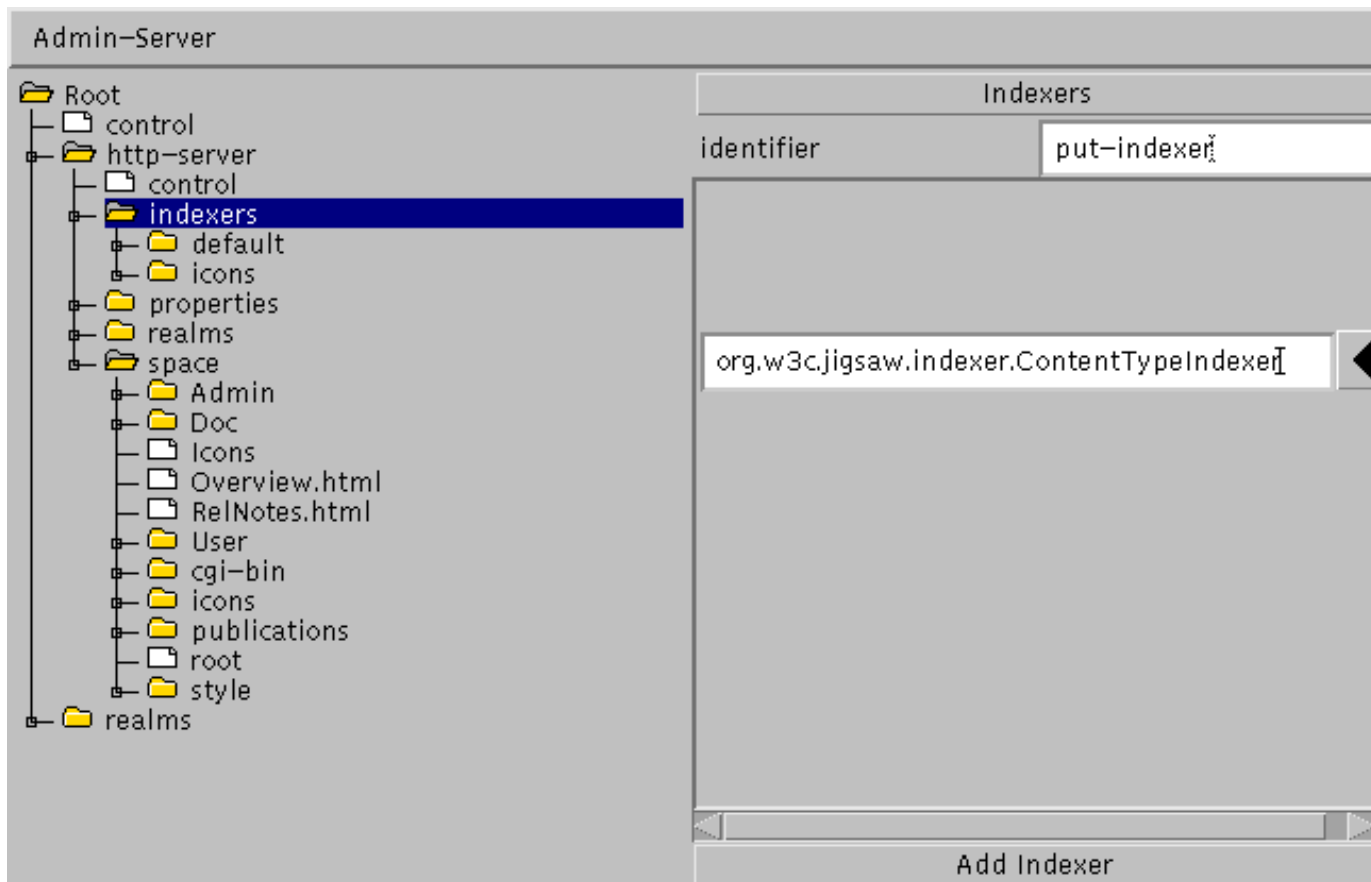 Admin-Server
Root
control
http-server
control
indexers
default
icons
properties
realms
space
Admin
Doc
Icons
Overview.html
RelNotes.html
User
cgi-bin
icons
publications
root
style
realms
Indexers
identifier put-indexer
org.w3c.jigsaw.indexer.ContentTypeIndexer
Add Indexer